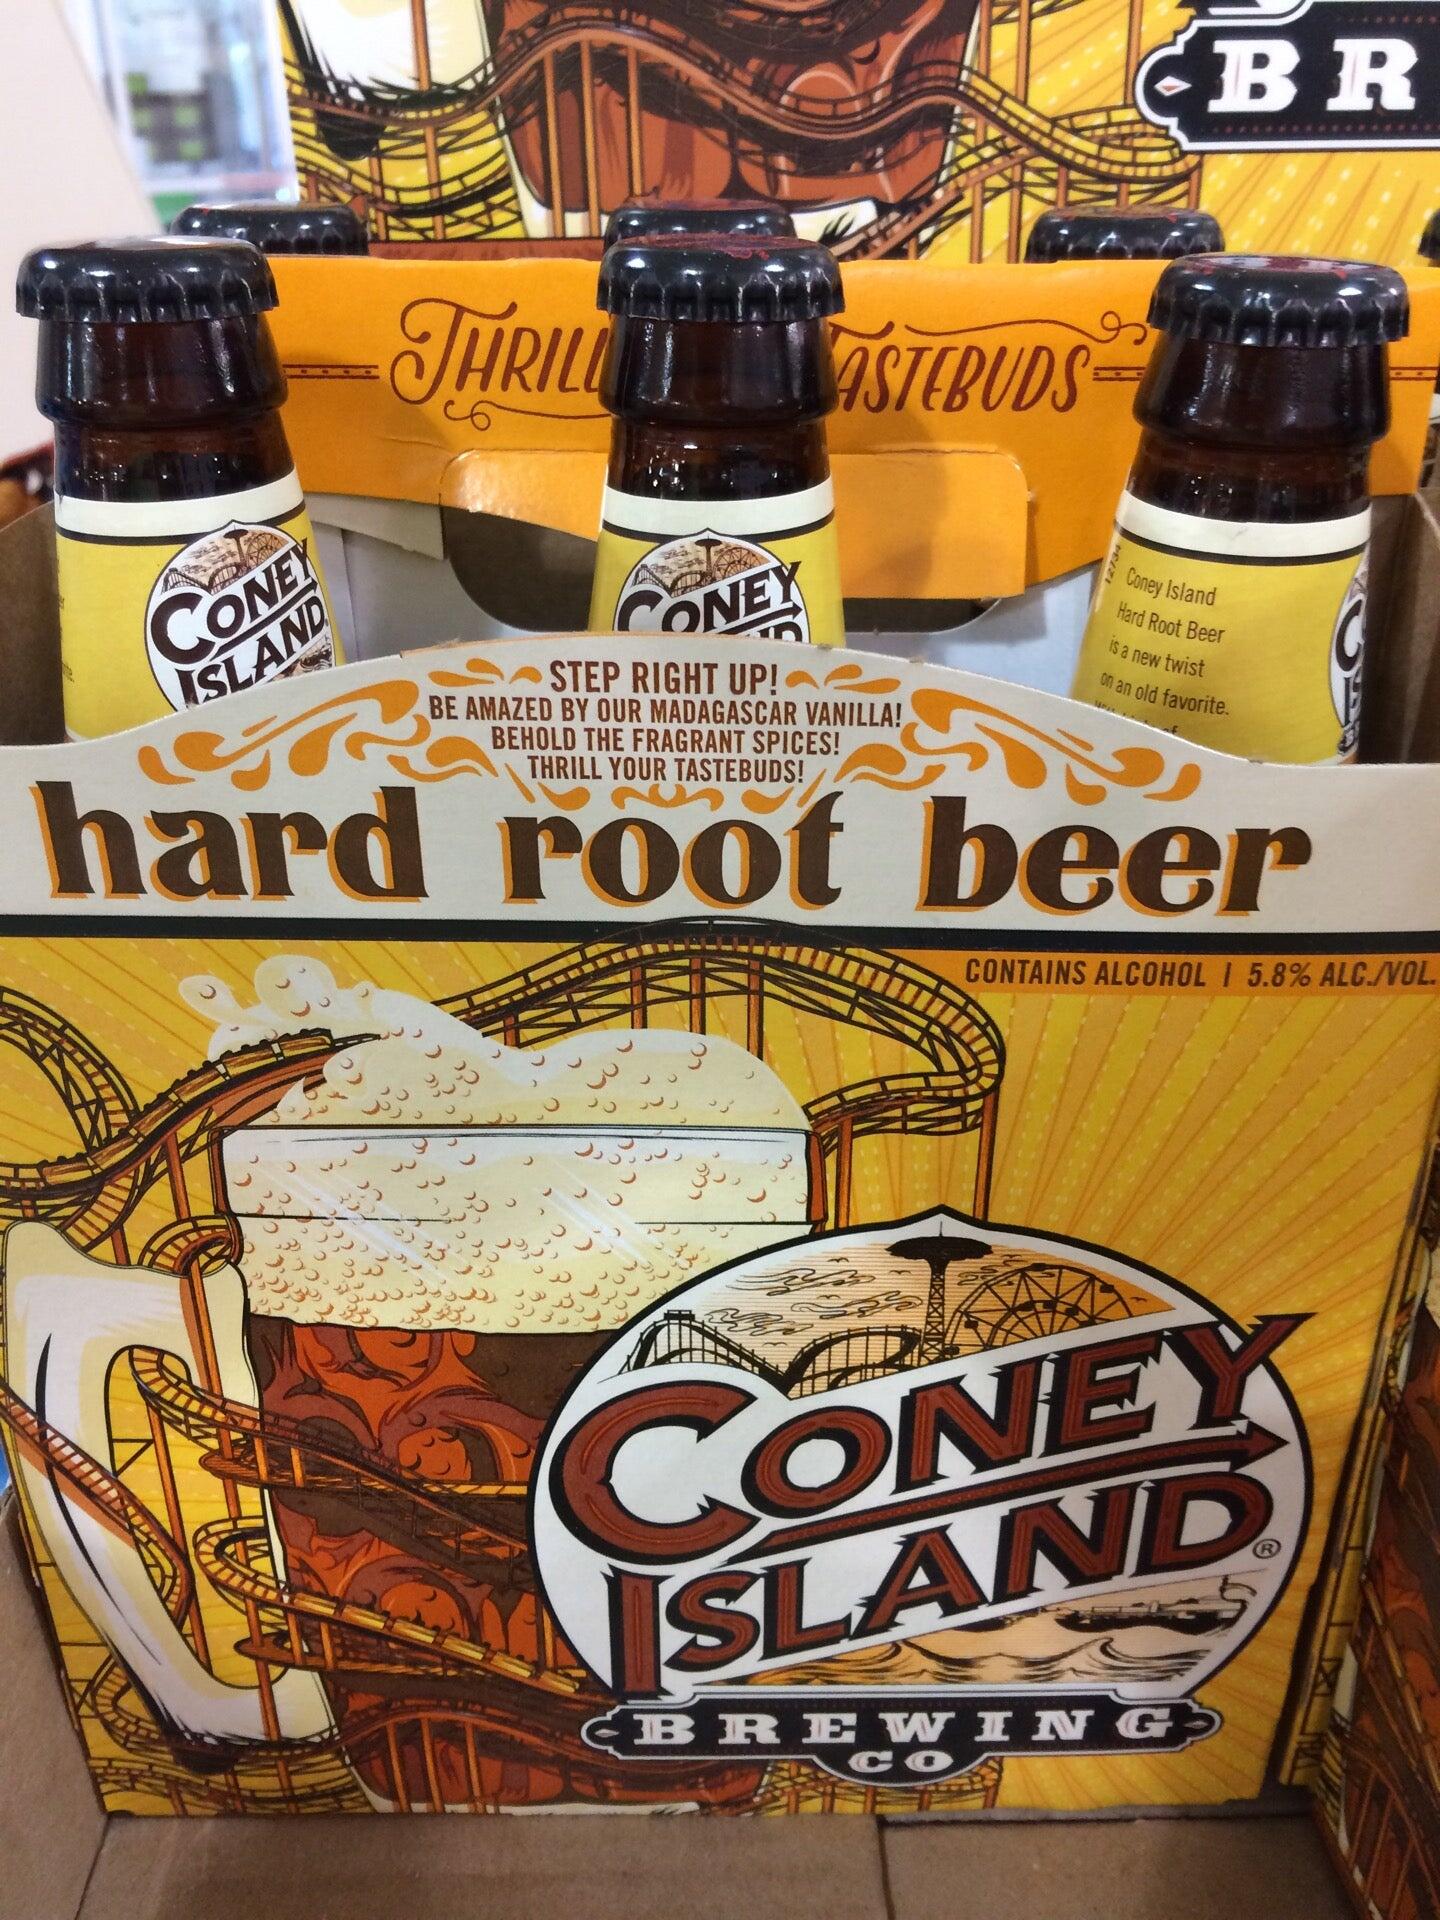 BR
THRILL
TASTEBUDS
CONEY
ISLAND
CONEY
Coney Island
Hard Root Beer
is a new twist
on an old favorite.
12734
STEP RIGHT UP!
BE AMAZED BY OUR MADAGASCAR VANILLA!
BEHOLD THE FRAGRANT SPICES!
THRILL YOUR TASTEBUDS!
hard root beer
CONTAINS ALCOHOL | 5.8% ALC./VOL.
CONEY
ISLAND®
BREWING
CO